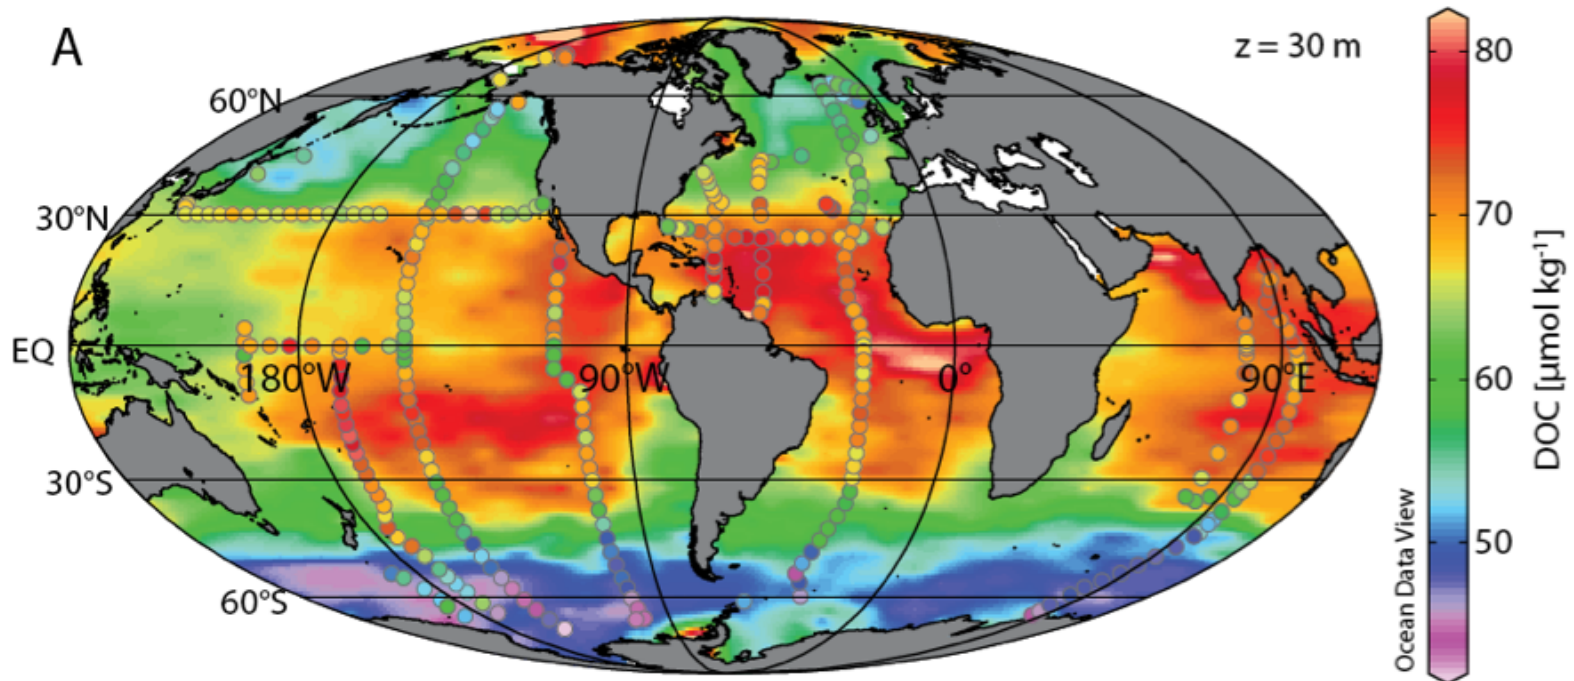 A
z = 30 m
80
60°N
70
30°N
DOC [µmol kg⁻¹]
EQ
180°W
90°W
0°
90°E
60
30°S
50
60°S
Ocean Data View